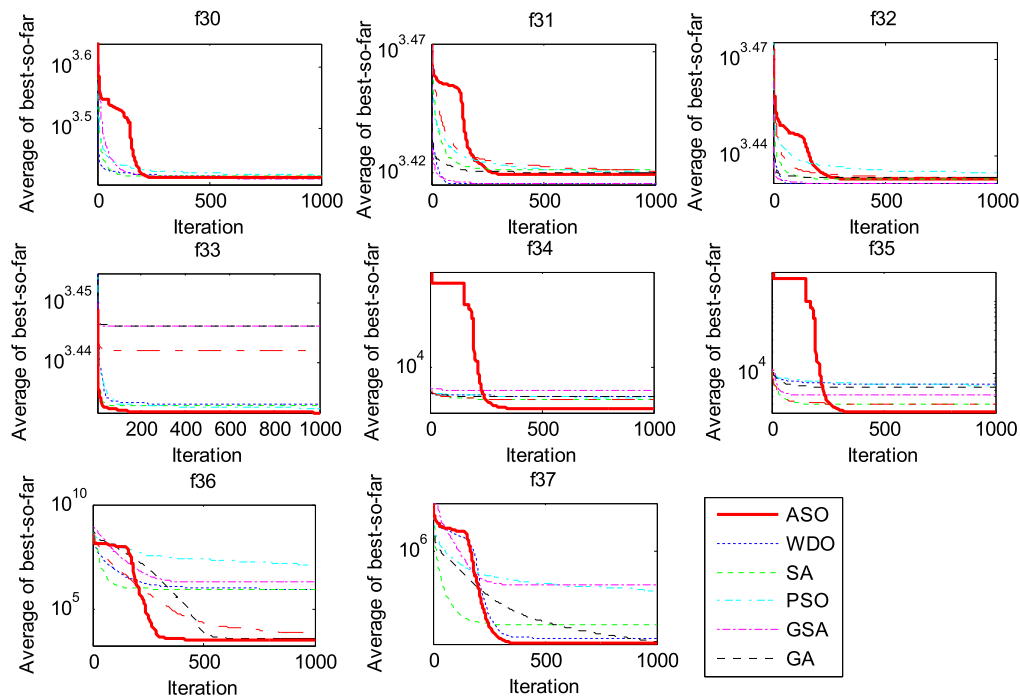 f30
Average of best-so-far
10^3.6
10^3.5
500
1000
Iteration
f31
Average of best-so-far
10^3.47
10^3.42
0
500
1000
Iteration
f32
Average of best-so-far
10^3.47
10^3.44
0
500
1000
Iteration
f33
Average of best-so-far
10^3.45
10^3.44
200
400
600
800
1000
Iteration
f34
Average of best-so-far
10^4
0
500
1000
Iteration
f35
Average of best-so-far
10^4
0
500
1000
Iteration
f36
Average of best-so-far
10^10
10^5
0
500
1000
Iteration
f37
Average of best-so-far
10^6
0
500
1000
Iteration
ASO
WDO
SA
PSO
GSA
GA